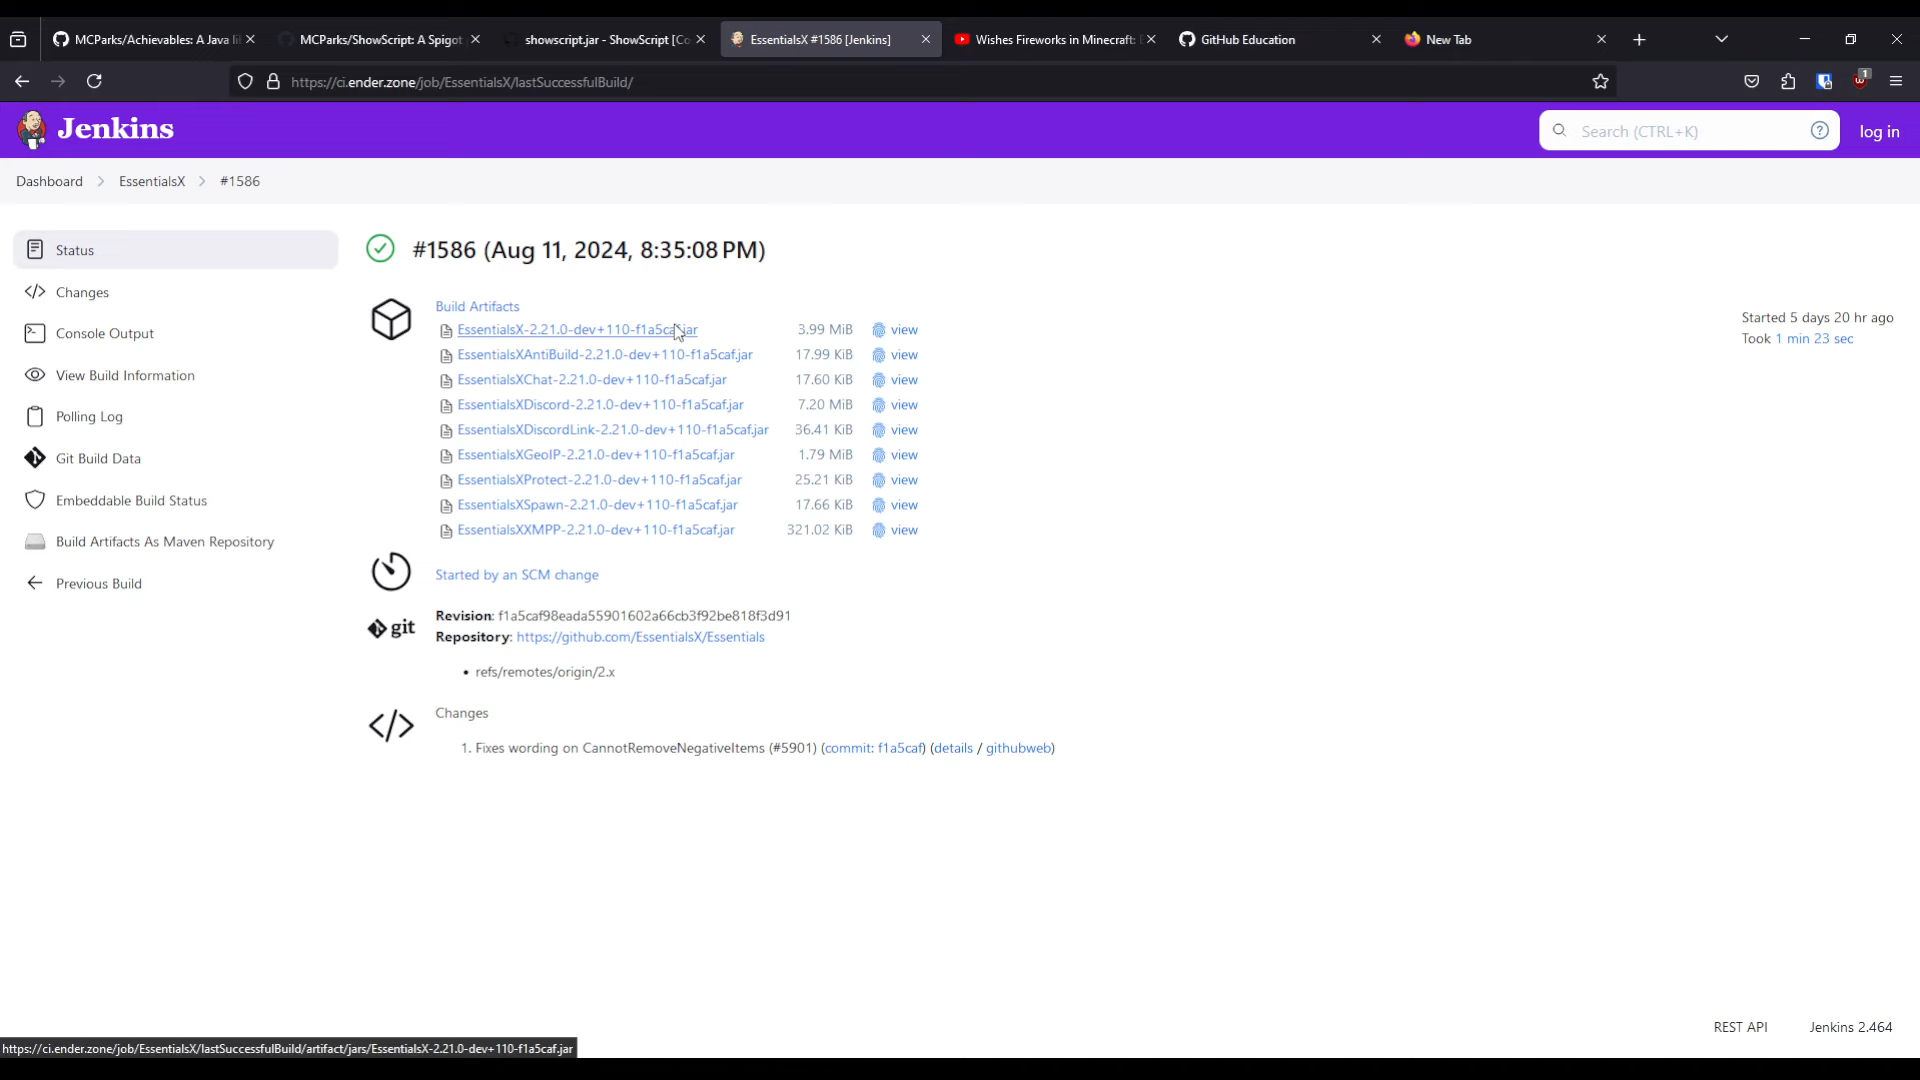 MCParks/Achievables: A Java li
MCParks/ShowScript: A Spigot
showscript.jar - ShowScript [Co
EssentialsX #1586 [Jenkins]
Wishes Fireworks in Minecraft:
GitHub Education
New Tab
https://ci.ender.zone/job/EssentialsX/lastSuccessfulBuild/
1
Jenkins
Search (CTRL+K)
log in
Dashboard
EssentialsX
#1586
Status
Changes
Console Output
View Build Information
Polling Log
Git Build Data
Embeddable Build Status
Build Artifacts As Maven Repository
Previous Build
#1586 (Aug 11, 2024, 8:35:08 PM)
Started 5 days 20 hr ago
Took 1 min 23 sec
Build Artifacts
EssentialsX-2.21.0-dev+110-f1a5caf.jar 3.99 MiB view
EssentialsXAntiBuild-2.21.0-dev+110-f1a5caf.jar 17.99 KiB view
EssentialsXChat-2.21.0-dev+110-f1a5caf.jar 17.60 KiB view
EssentialsXDiscord-2.21.0-dev+110-f1a5caf.jar 7.20 MiB view
EssentialsXDiscordLink-2.21.0-dev+110-f1a5caf.jar 36.41 KiB view
EssentialsXGeoIP-2.21.0-dev+110-f1a5caf.jar 1.79 MiB view
EssentialsXProtect-2.21.0-dev+110-f1a5caf.jar 25.21 KiB view
EssentialsXSpawn-2.21.0-dev+110-f1a5caf.jar 17.66 KiB view
EssentialsXXMPP-2.21.0-dev+110-f1a5caf.jar 321.02 KiB view
Started by an SCM change
git
Revision: f1a5caf98eada55901602a66cb3f92be818f3d91
Repository: https://github.com/EssentialsX/Essentials
• refs/remotes/origin/2.x
Changes
1. Fixes wording on CannotRemoveNegativeItems (#5901) (commit: f1a5caf) (details / githubweb)
REST API
Jenkins 2.464
https://ci.ender.zone/job/EssentialsX/lastSuccessfulBuild/artifact/jars/EssentialsX-2.21.0-dev+110-f1a5caf.jar